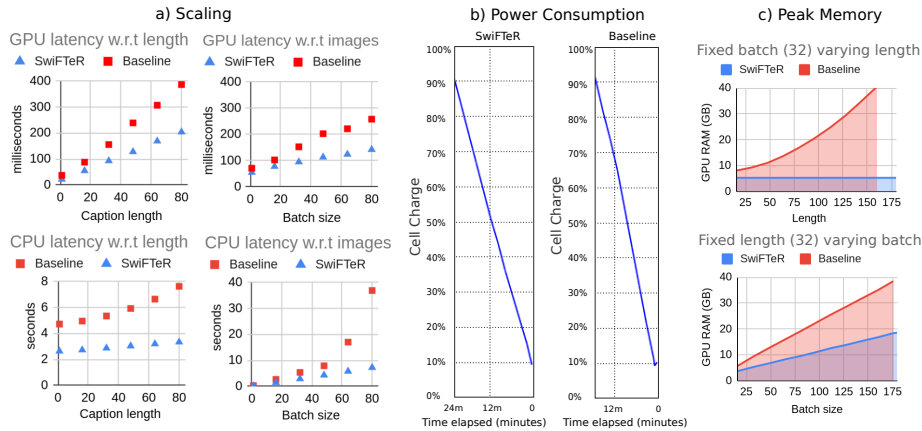 a) Scaling
GPU latency w.r.t length
SwiFTeR Baseline
milliseconds
400
300
200
100
0
0 20 40 60 80
Caption length
GPU latency w.r.t images
SwiFTeR Baseline
400
300
200
100
0
0 20 40 60 80
Batch size
CPU latency w.r.t length
Baseline SwiFTeR
seconds
8
6
4
2
0
0 20 40 60 80
Caption length
CPU latency w.r.t images
Baseline SwiFTeR
seconds
40
30
20
10
0
0 20 40 60 80
Batch size
b) Power Consumption
SwiFTeR
Cell Charge
100%
90%
80%
70%
60%
50%
40%
30%
20%
10%
0%
24m 12m 0
Time elapsed (minutes)
Baseline
Cell Charge
100%
90%
80%
70%
60%
50%
40%
30%
20%
10%
0%
12m 0
Time elapsed (minutes)
c) Peak Memory
Fixed batch (32) varying length
SwiFTeR Baseline
GPU RAM (GB)
40
30
20
10
0
25 50 75 100 125 150 175
Length
Fixed length (32) varying batch
SwiFTeR Baseline
GPU RAM (GB)
40
30
20
10
0
25 50 75 100 125 150 175
Batch size